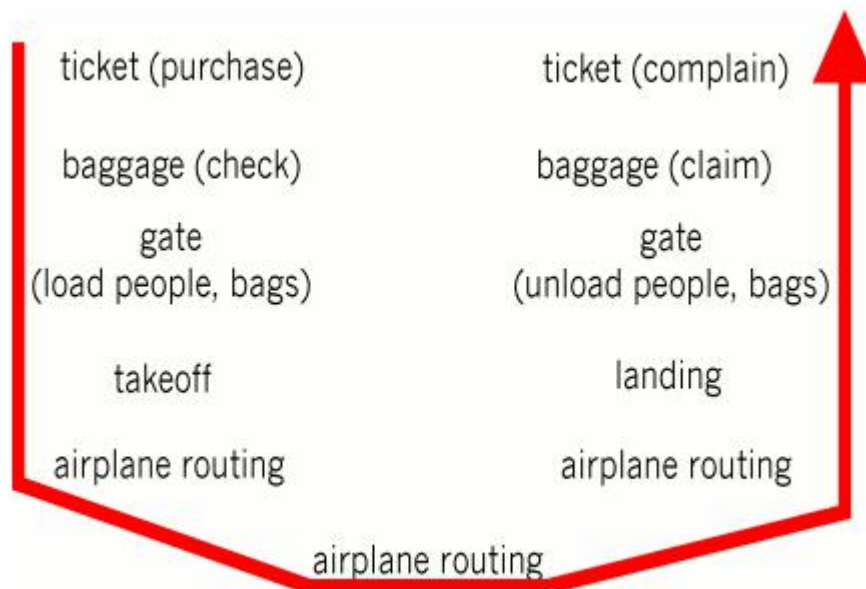 ticket (purchase)
baggage (check)
gate
(load people, bags)
takeoff
airplane routing
airplane routing
ticket (complain)
baggage (claim)
gate
(unload people, bags)
landing
airplane routing